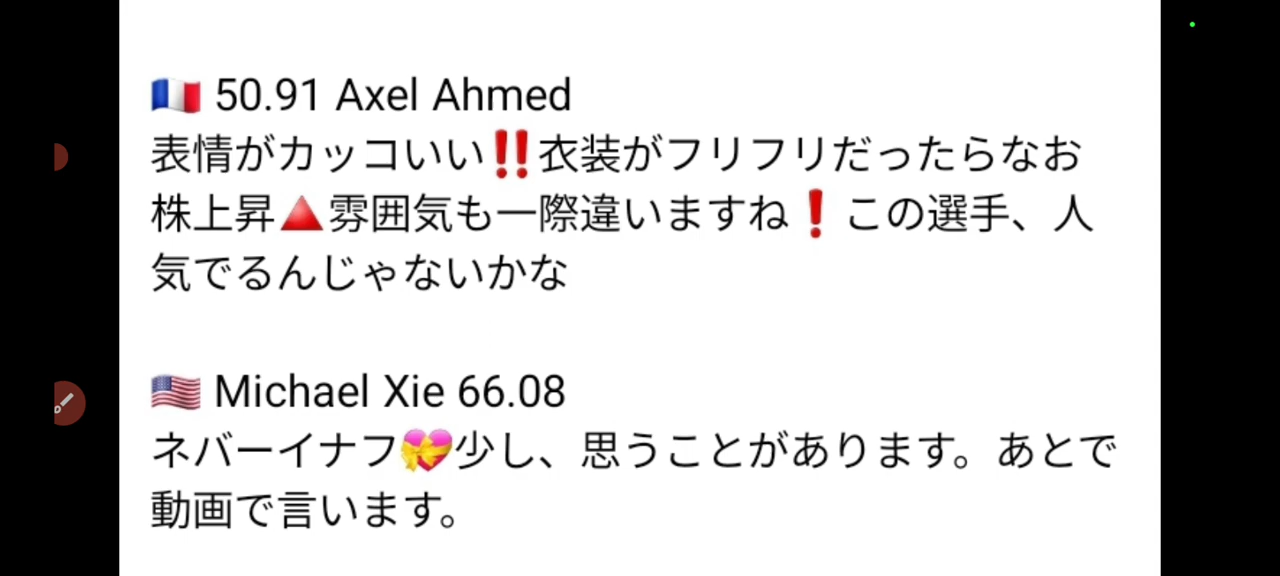 🇫🇷 50.91 Axel Ahmed
表情がカッコいい‼️衣装がフリフリだったらなお
株上昇🔺雰囲気も一際違いますね❗この選手、人
気でるんじゃないかな
🇺🇸 Michael Xie 66.08
ネバーイナフ💝少し、思うことがあります。あとで
動画で言います。